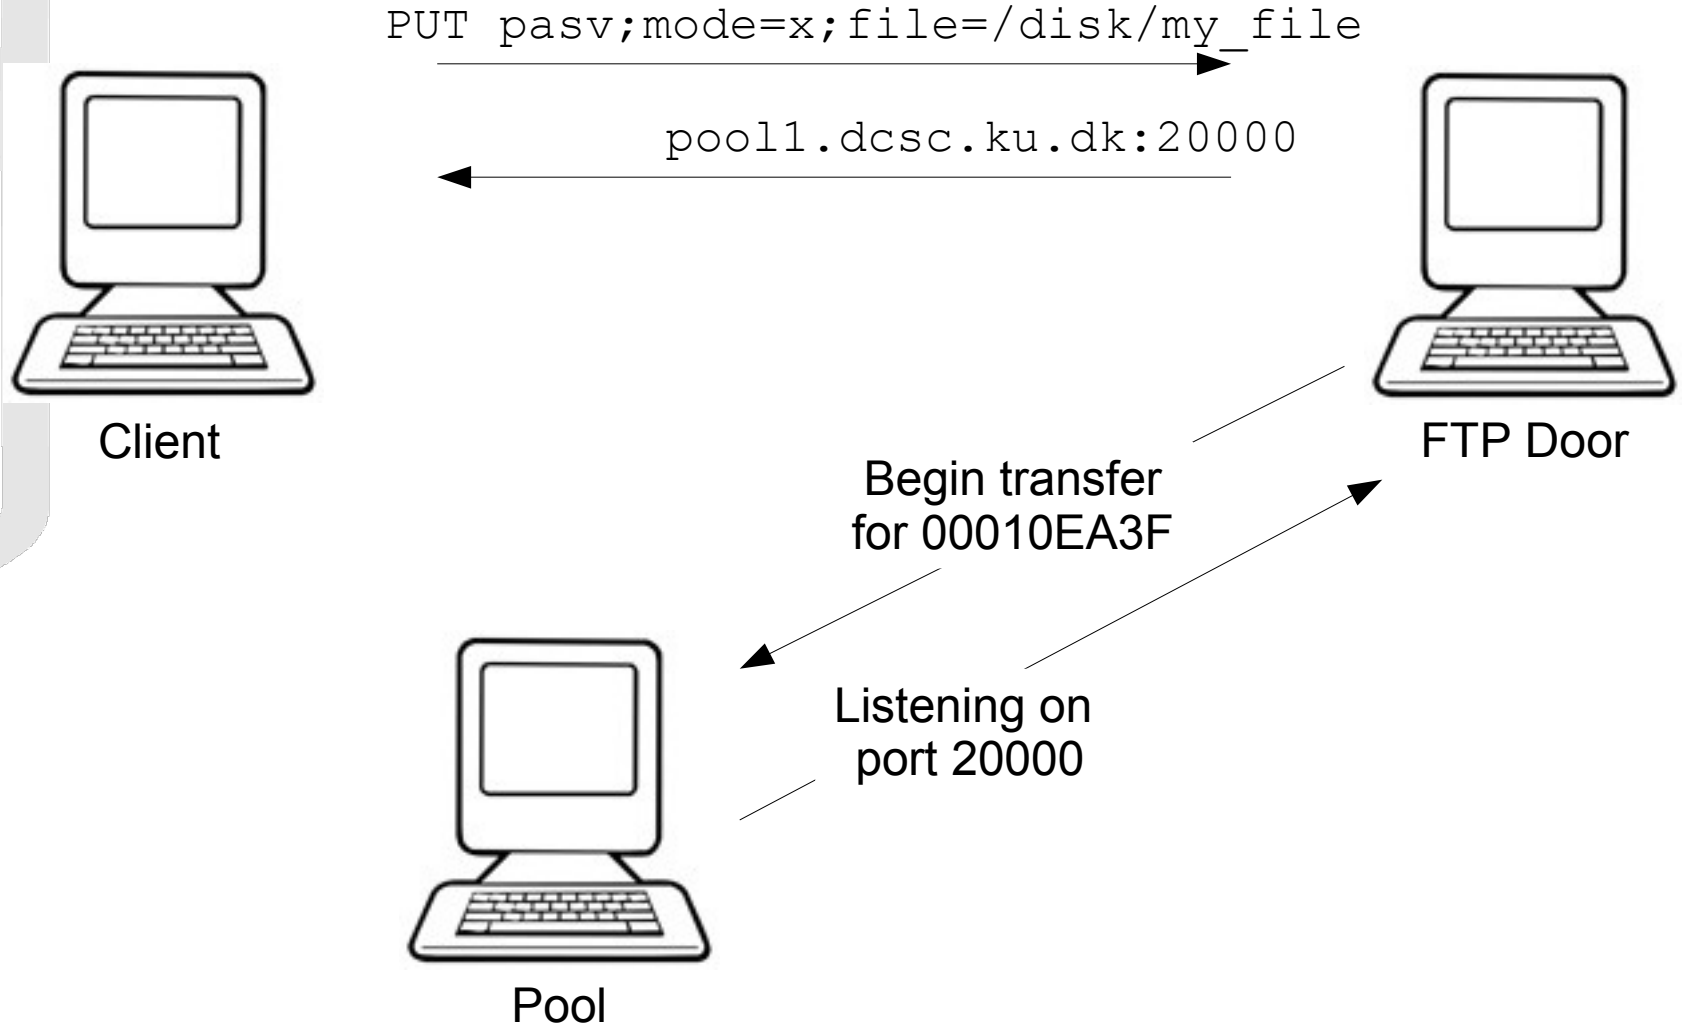 PUT pasv;mode=x;file=/disk/my_file
pool1.dcsc.ku.dk:20000
Client
FTP Door
Begin transfer
for 00010EA3F
Listening on
port 20000
Pool